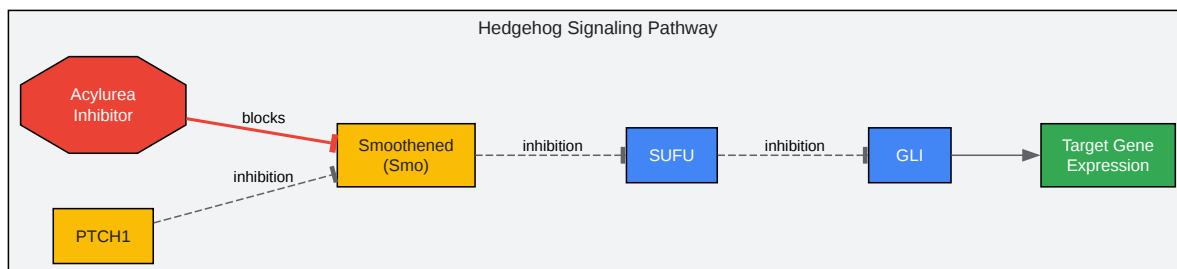 Hedgehog Signaling Pathway
Acylurea
Inhibitor
blocks
Smoothened
(Smo)
inhibition
SUFU
inhibition
GLI
Target Gene
Expression
inhibition
PTCH1